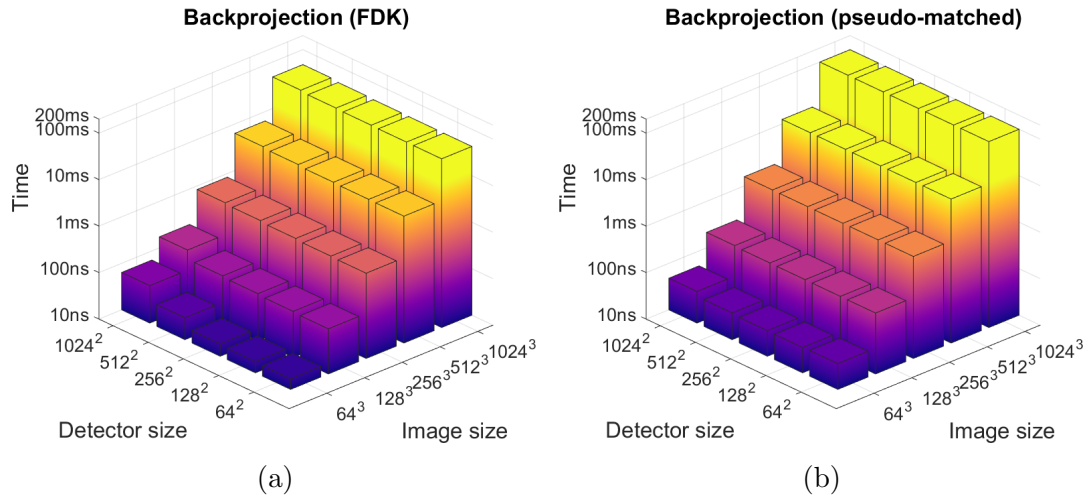 Backprojection (FDK)
200ms
100ms
10ms
1ms
100ns
10ns
Time
1024²
512²
256²
128²
64²
Detector size
64³
128³
256³
512³
1024³
Image size
(a)
Backprojection (pseudo-matched)
200ms
100ms
10ms
1ms
100ns
10ns
Time
1024²
512²
256²
128²
64²
Detector size
64³
128³
256³
512³
1024³
Image size
(b)